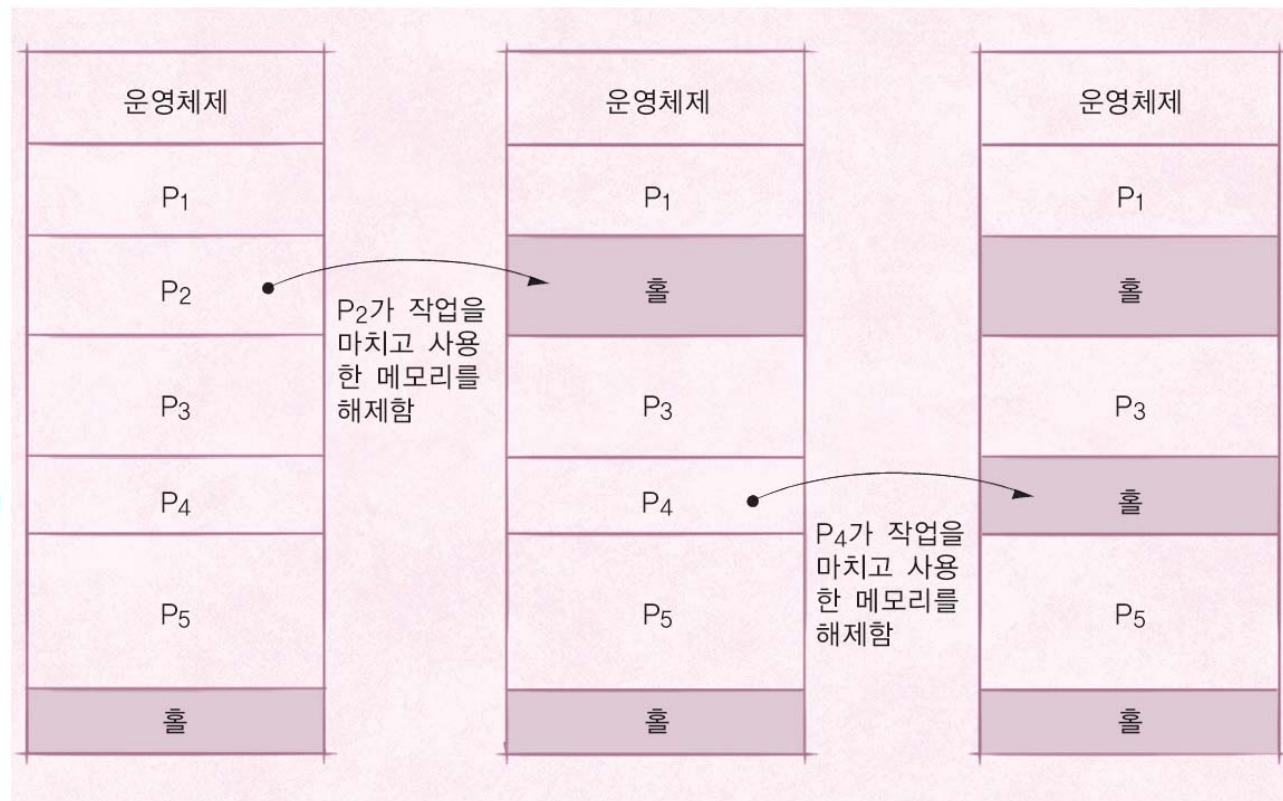 운영체제
P1
P2
P3
P4
P5
홀
P2가 작업을
마치고 사용
한 메모리를
해제함
운영체제
P1
홀
P3
P4
P5
홀
P4가 작업을
마치고 사용
한 메모리를
해제함
운영체제
P1
홀
P3
홀
P5
홀